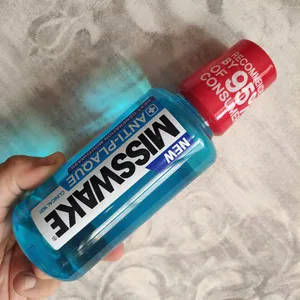 RECOMMENDED
BY 95%
OF
CONSUMERS
NEW
MISSWAKE®
ANTI-PLAQUE